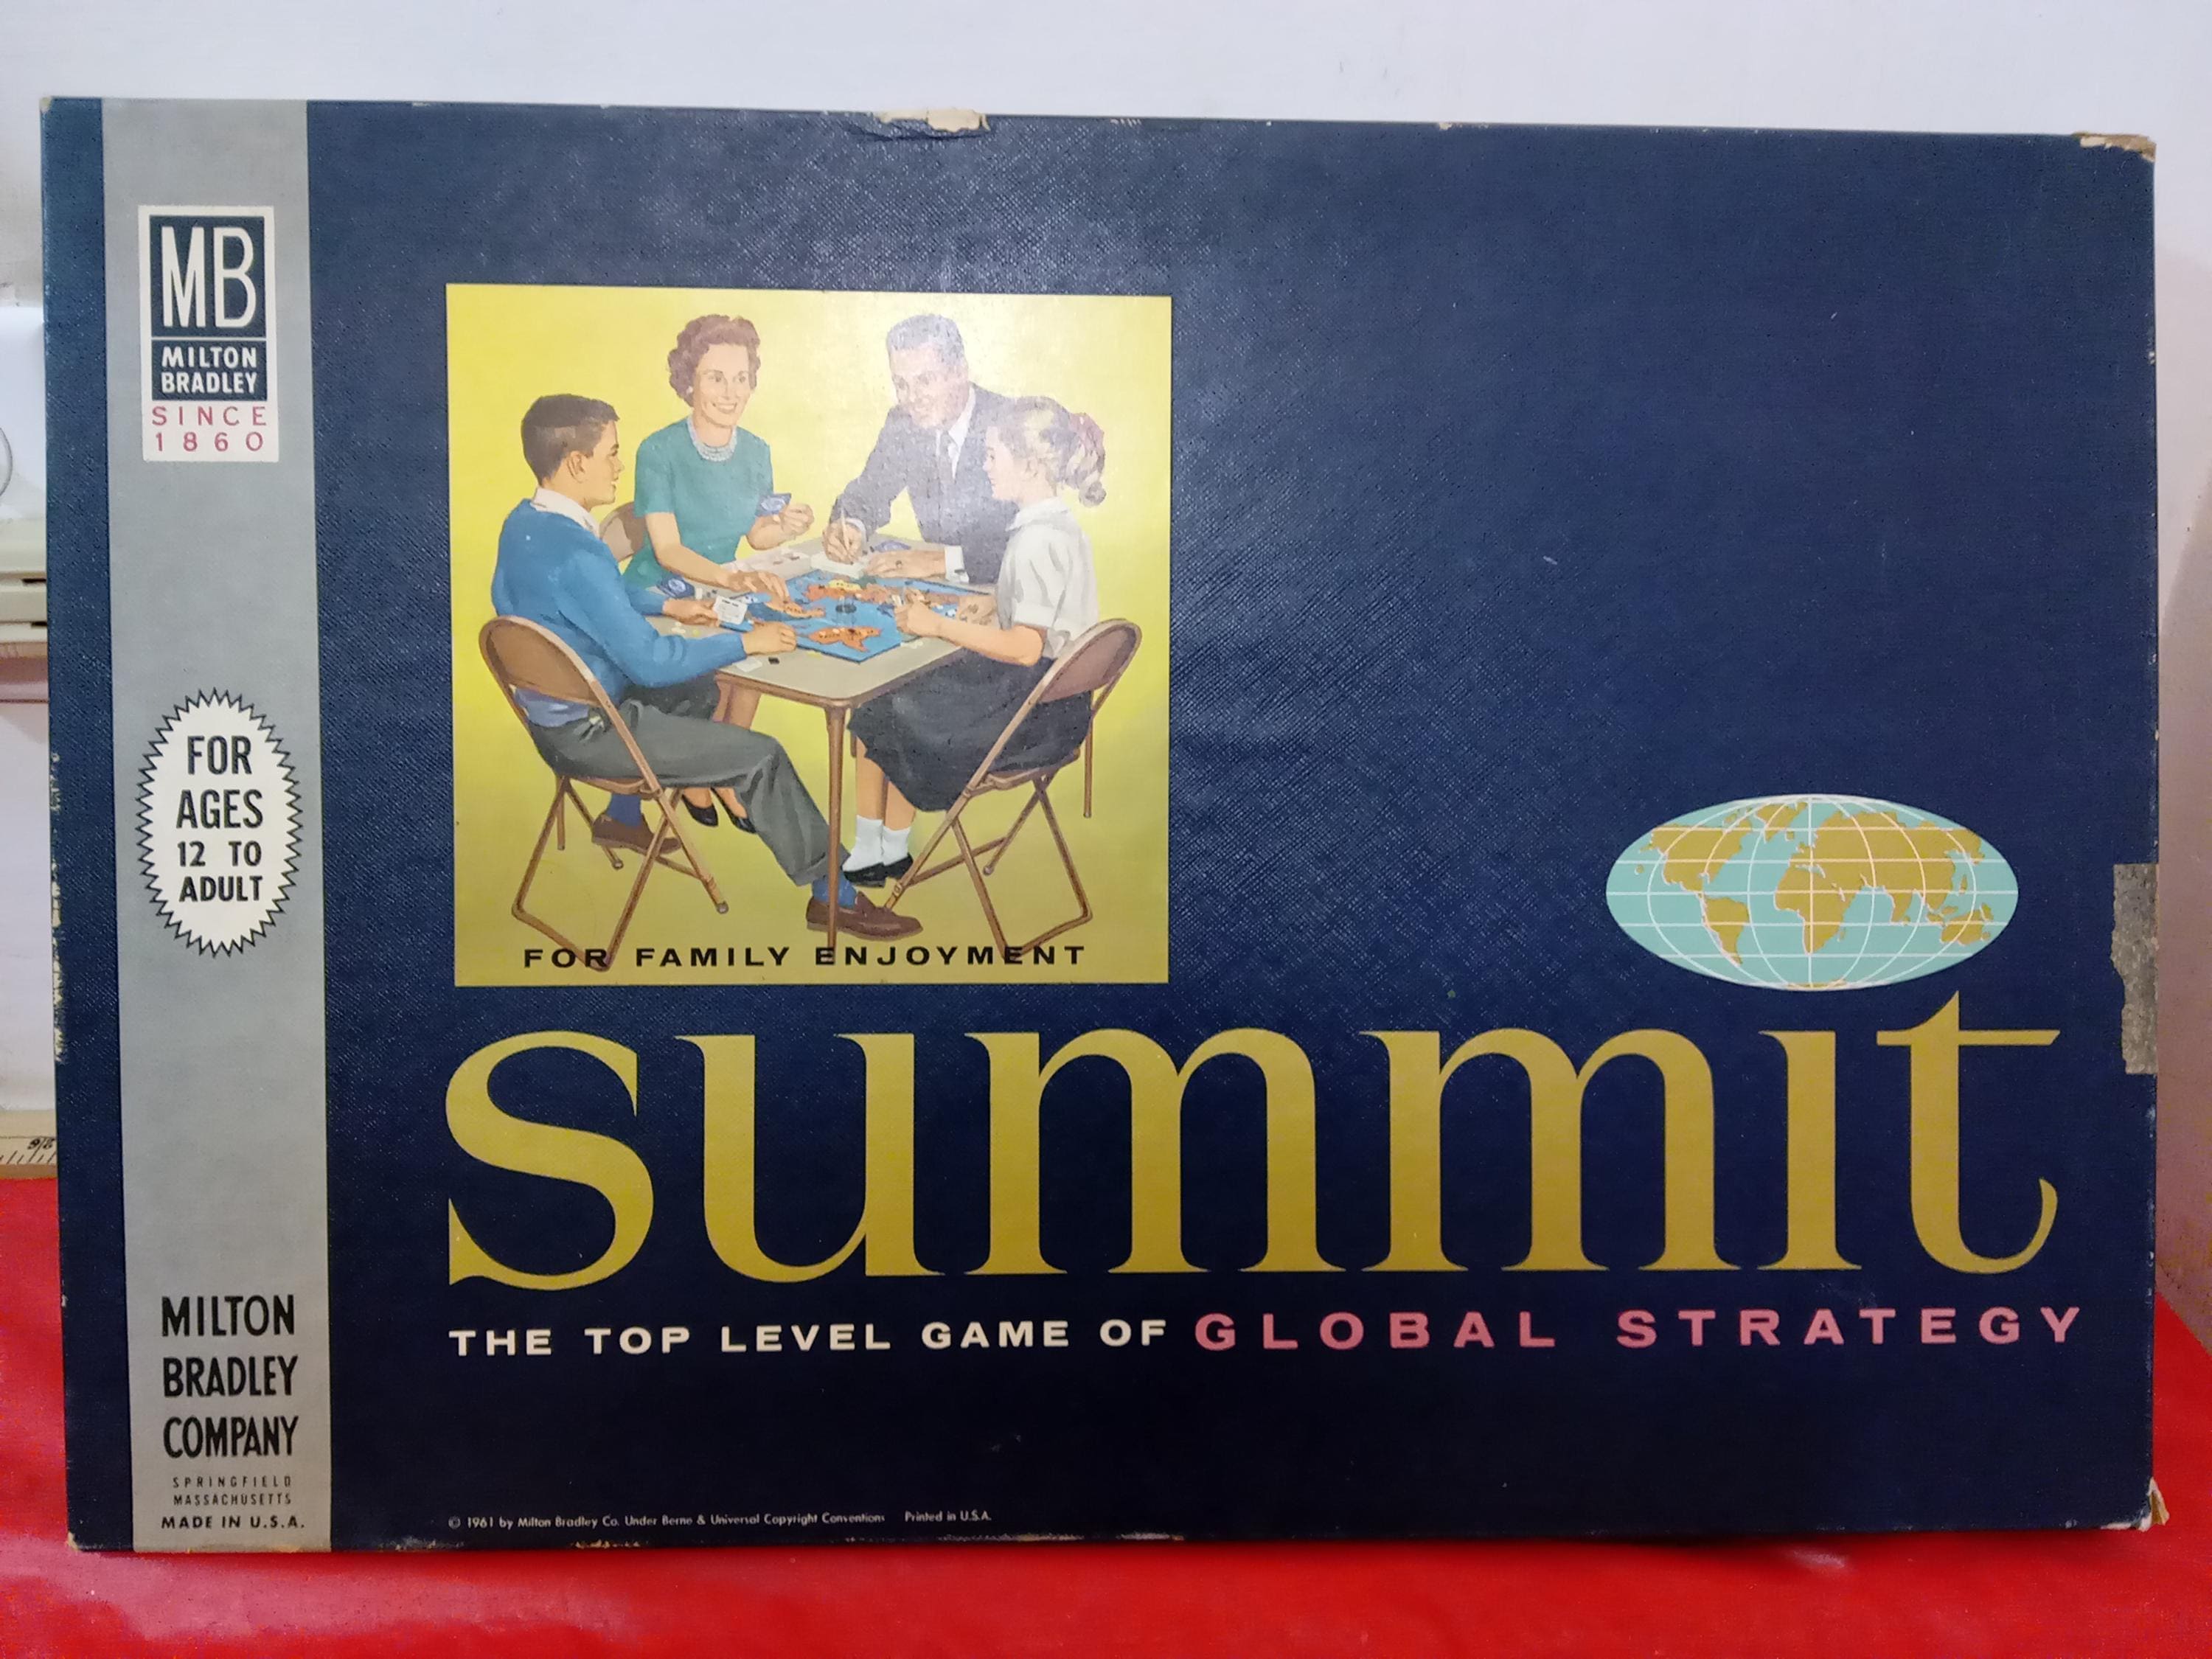 MB
MILTON
BRADLEY
SINCE
1860
FOR
AGES
12 TO
ADULT
MILTON
BRADLEY
COMPANY
SPRINGFIELD
MASSACHUSETTS
MADE IN U.S.A.
FOR FAMILY ENJOYMENT
summit
THE TOP LEVEL GAME OF GLOBAL STRATEGY
© 1961 by Milton Bradley Co. Under Berne & Universal Copyright Conventions Printed in U.S.A.